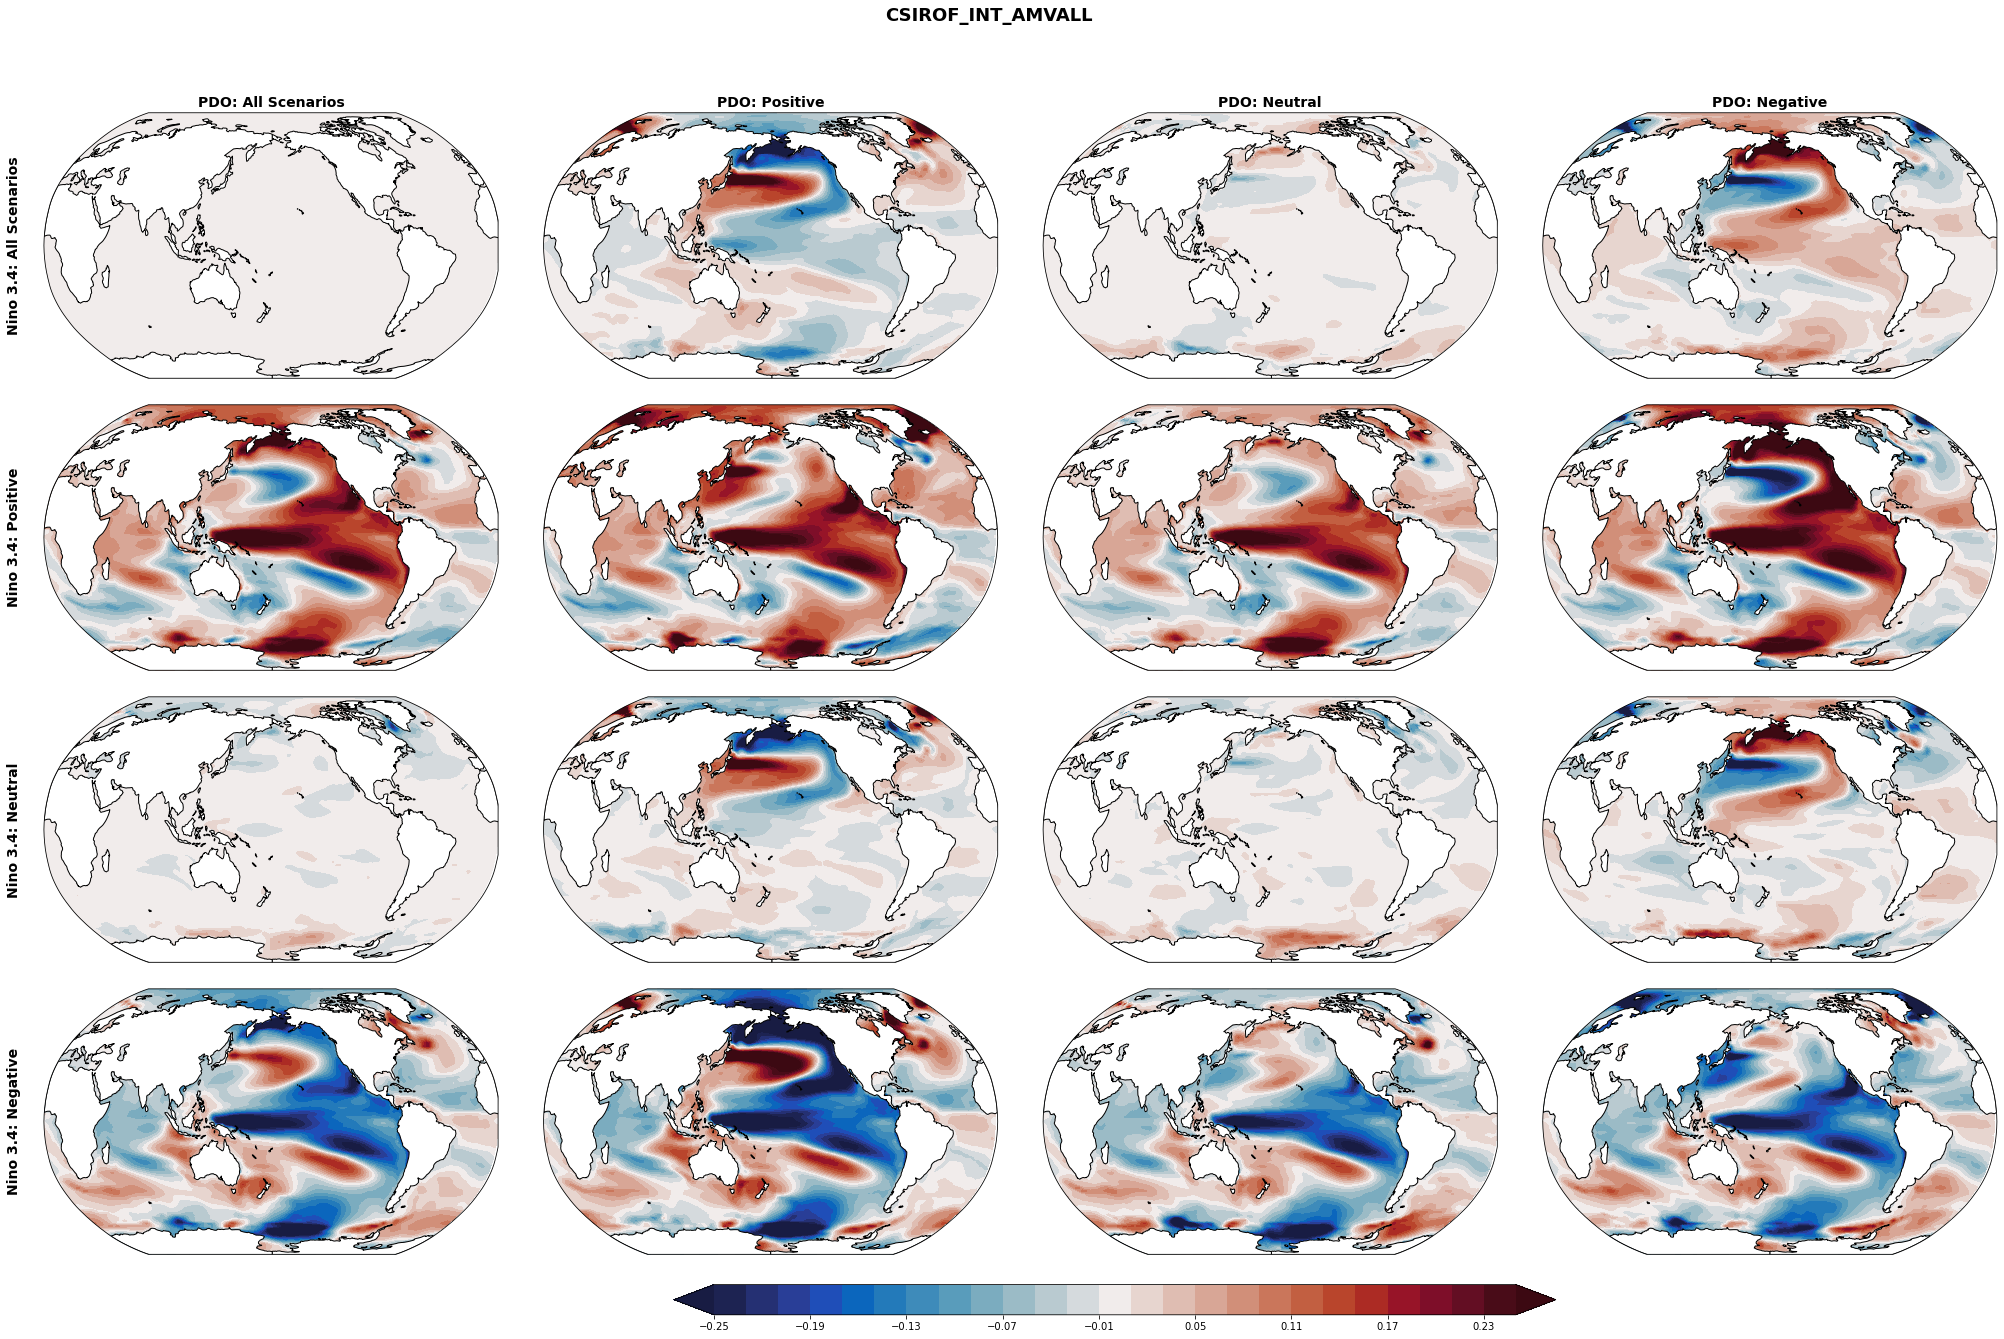 CSIROF_INT_AMVALL
PDO: All Scenarios
PDO: Positive
PDO: Neutral
PDO: Negative
Nino 3.4: All Scenarios
Nino 3.4: Positive
Nino 3.4: Neutral
Nino 3.4: Negative
−0.25
−0.19
−0.13
−0.07
−0.01
0.05
0.11
0.17
0.23